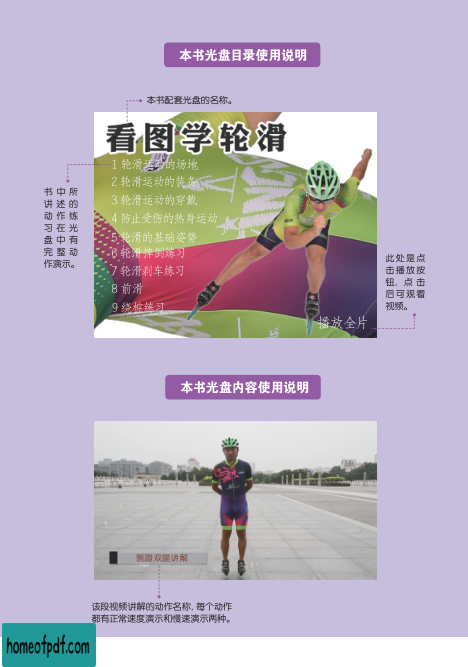 本书光盘目录使用说明
本书配套光盘的名称。
看图学轮滑
1 轮滑运动的场地
2 轮滑运动的装备
3 轮滑运动的穿戴
4 防止受伤的热身运动
5 轮滑的基础姿势
6 轮滑摔倒练习
7 轮滑刹车练习
8 前滑
9 绕桩练习
播放全片
书中所
讲述的
动作练
习在光
盘中有
完整动
作演示。
此处是点
击播放按
钮，点击
后可观看
视频。
本书光盘内容使用说明
侧蹬双腿讲解
该段视频讲解的动作名称，每个动作
都有正常速度演示和慢速演示两种。
homeofpdf.com